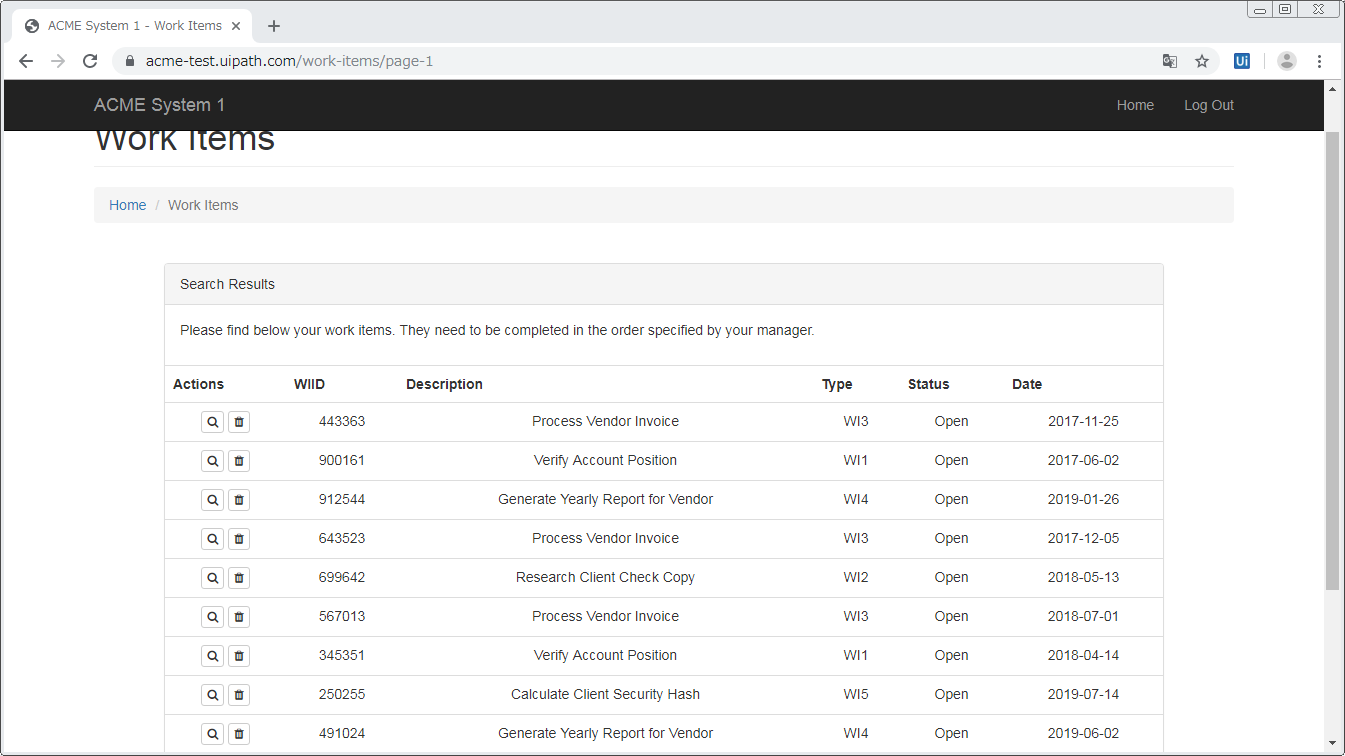 ACME System 1 - Work Items
acme-test.uipath.com/work-items/page-1
Ui
ACME System 1 Home Log Out
Work Items
Home / Work Items
Search Results
Please find below your work items. They need to be completed in the order specified by your manager.
Actions WIID Description Type Status Date
443363 Process Vendor Invoice WI3 Open 2017-11-25
900161 Verify Account Position WI1 Open 2017-06-02
912544 Generate Yearly Report for Vendor WI4 Open 2019-01-26
643523 Process Vendor Invoice WI3 Open 2017-12-05
699642 Research Client Check Copy WI2 Open 2018-05-13
567013 Process Vendor Invoice WI3 Open 2018-07-01
345351 Verify Account Position WI1 Open 2018-04-14
250255 Calculate Client Security Hash WI5 Open 2019-07-14
491024 Generate Yearly Report for Vendor WI4 Open 2019-06-02